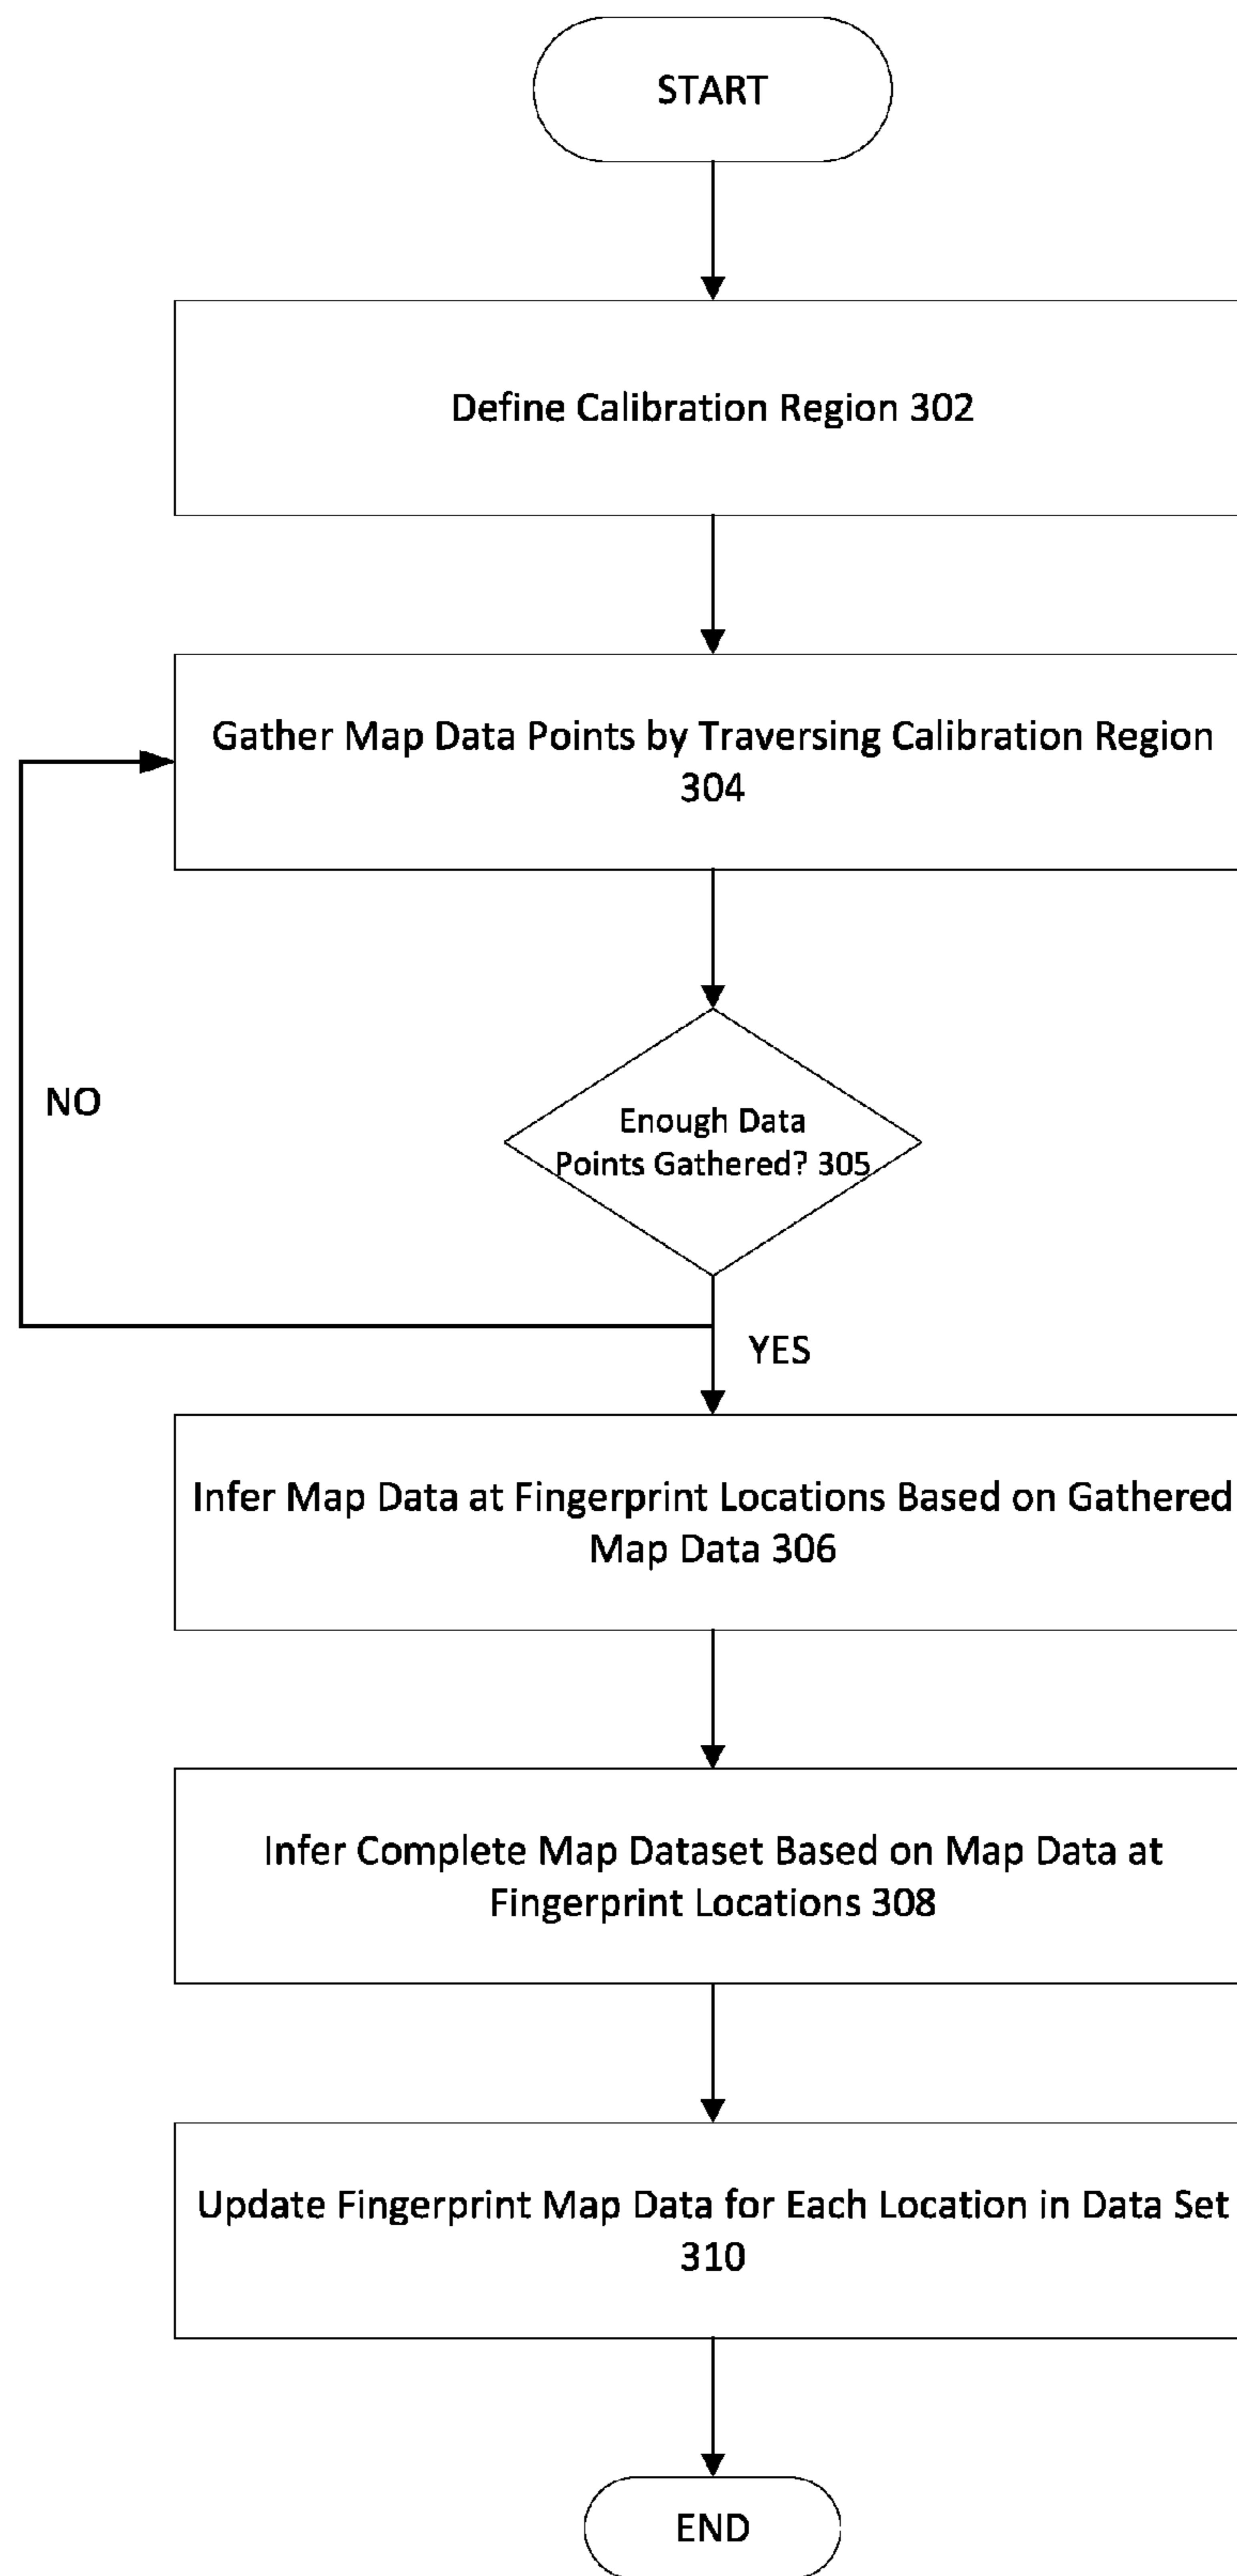 START
Define Calibration Region 302
Gather Map Data Points by Traversing Calibration Region
304
Enough Data
Points Gathered? 305
NO
YES
Infer Map Data at Fingerprint Locations Based on Gathered
Map Data 306
Infer Complete Map Dataset Based on Map Data at
Fingerprint Locations 308
Update Fingerprint Map Data for Each Location in Data Set
310
END